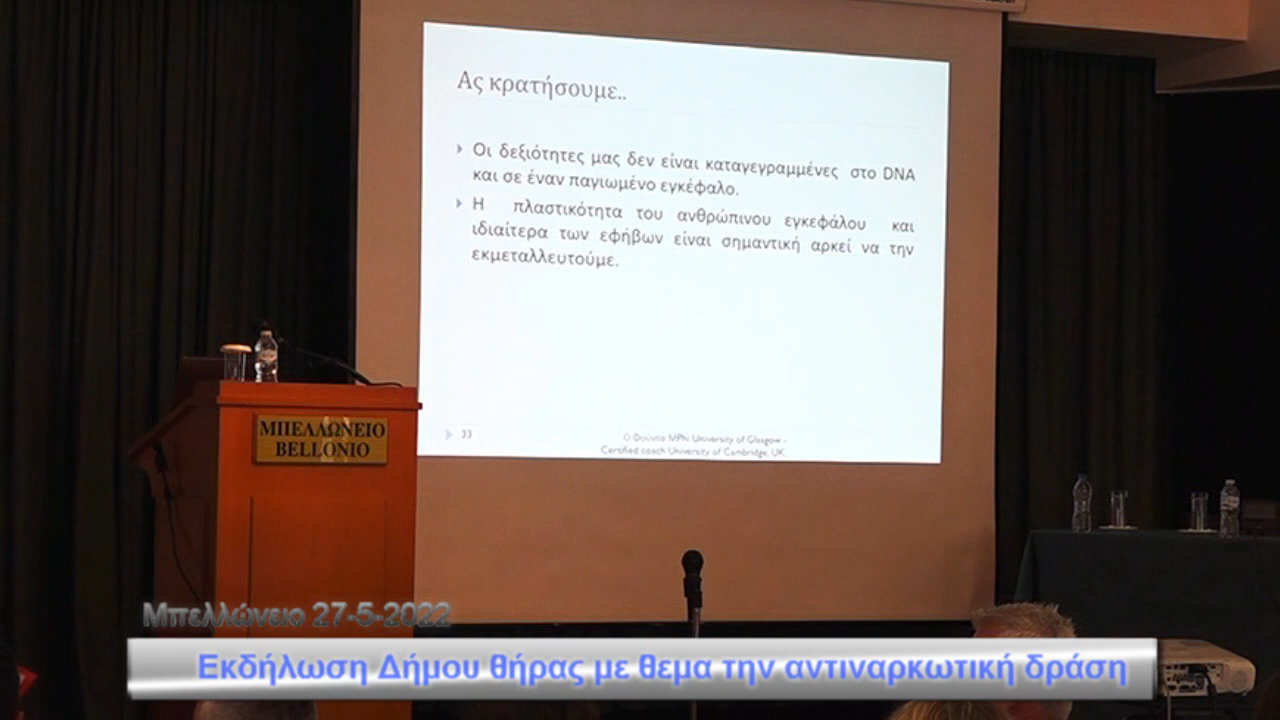 Ας κρατήσουμε..
Οι δεξιότητες μας δεν είναι καταγεγραμμένες στο DNA
και σε έναν παγιωμένο εγκέφαλο.
Η πλαστικότητα του ανθρώπινου εγκεφάλου και
ιδιαίτερα των εφήβων είναι σημαντική αρκεί να την
εκμεταλλευτούμε.
33
Ο.Φούντα MPhi University of Glasgow -
Certified coach University of Cambridge, UK
ΜΠΕΛΛΩΝΕΙΟ
BELLONIO
Μπελλώνειο 27-5-2022
Εκδήλωση Δήμου θήρας με θεμα την αντιναρκωτική δράση